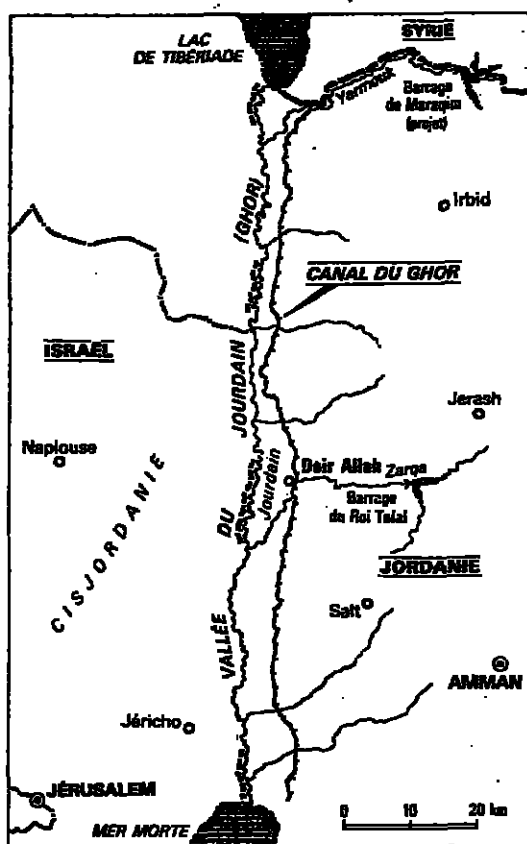 SYRIE
LAC
DE TIBÉRIADE
Yarmouk
Barrage
de Maraqim
(projet)
(GHOR)
Irbid
CANAL DU GHOR
ISRAËL
JOURDAIN
Jerash
Naplouse
Deir Allah
Zarqa
Jourdain
Barrage
du Roi Talal
DU
CISJORDANIE
JORDANIE
Salt
VALLÉE
AMMAN
Jéricho
JÉRUSALEM
0 10 20 km
MER MORTE